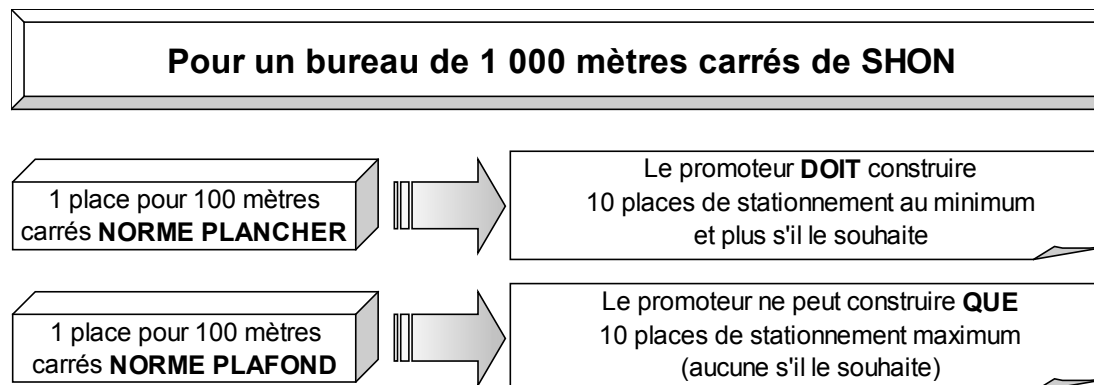 Pour un bureau de 1 000 mètres carrés de SHON
1 place pour 100 mètres
carrés NORME PLANCHER
Le promoteur DOIT construire
10 places de stationnement au minimum
et plus s'il le souhaite
1 place pour 100 mètres
carrés NORME PLAFOND
Le promoteur ne peut construire QUE
10 places de stationnement maximum
(aucune s'il le souhaite)